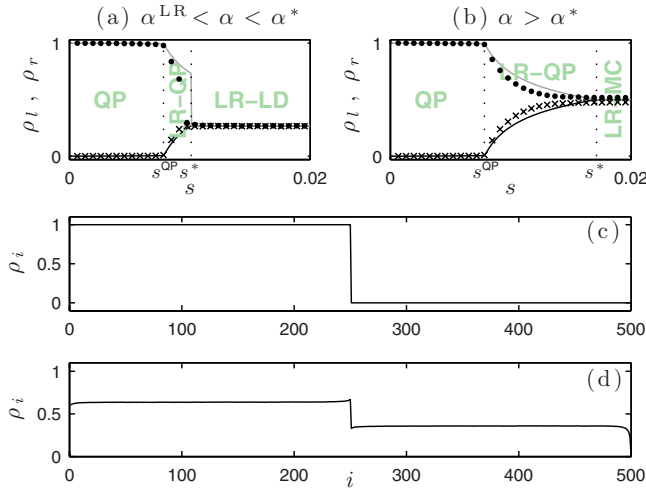 (a) α^LR < α < α*
(b) α > α*
ρ_l , ρ_r
1
0
QP
LR-QP
LR-LD
0
s^QP
s*
0.02
s
1
0
QP
LR-QP
LR-MC
0
s^QP
s*
0.02
s
ρ_i
1
0.5
0
(c)
0
100
200
300
400
500
ρ_i
1
0.5
0
(d)
0
100
200
300
400
500
i